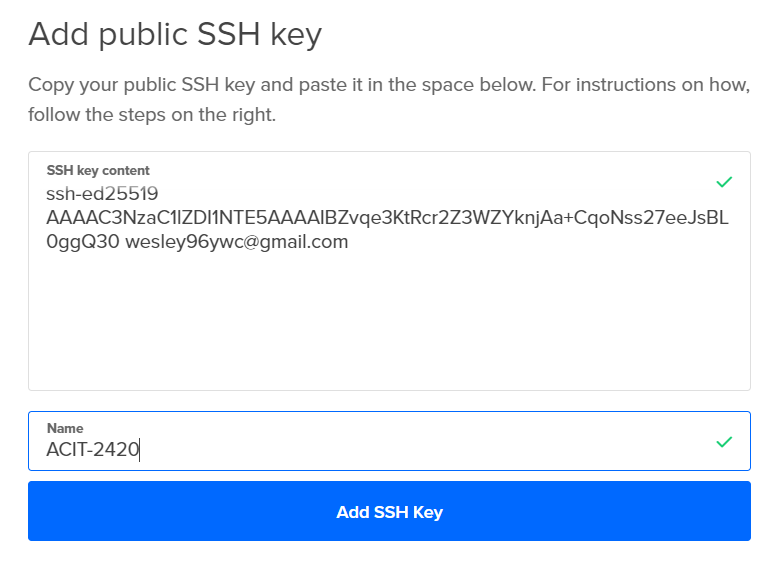 Add public SSH key
Copy your public SSH key and paste it in the space below. For instructions on how,
follow the steps on the right.
SSH key content
ssh-ed25519
AAAAC3NzaC1lZDI1NTE5AAAAIBZvqe3KtRcr2Z3WZYknjAa+CqoNss27eeJsBL
0ggQ30 wesley96ywc@gmail.com
Name
ACIT-2420
Add SSH Key